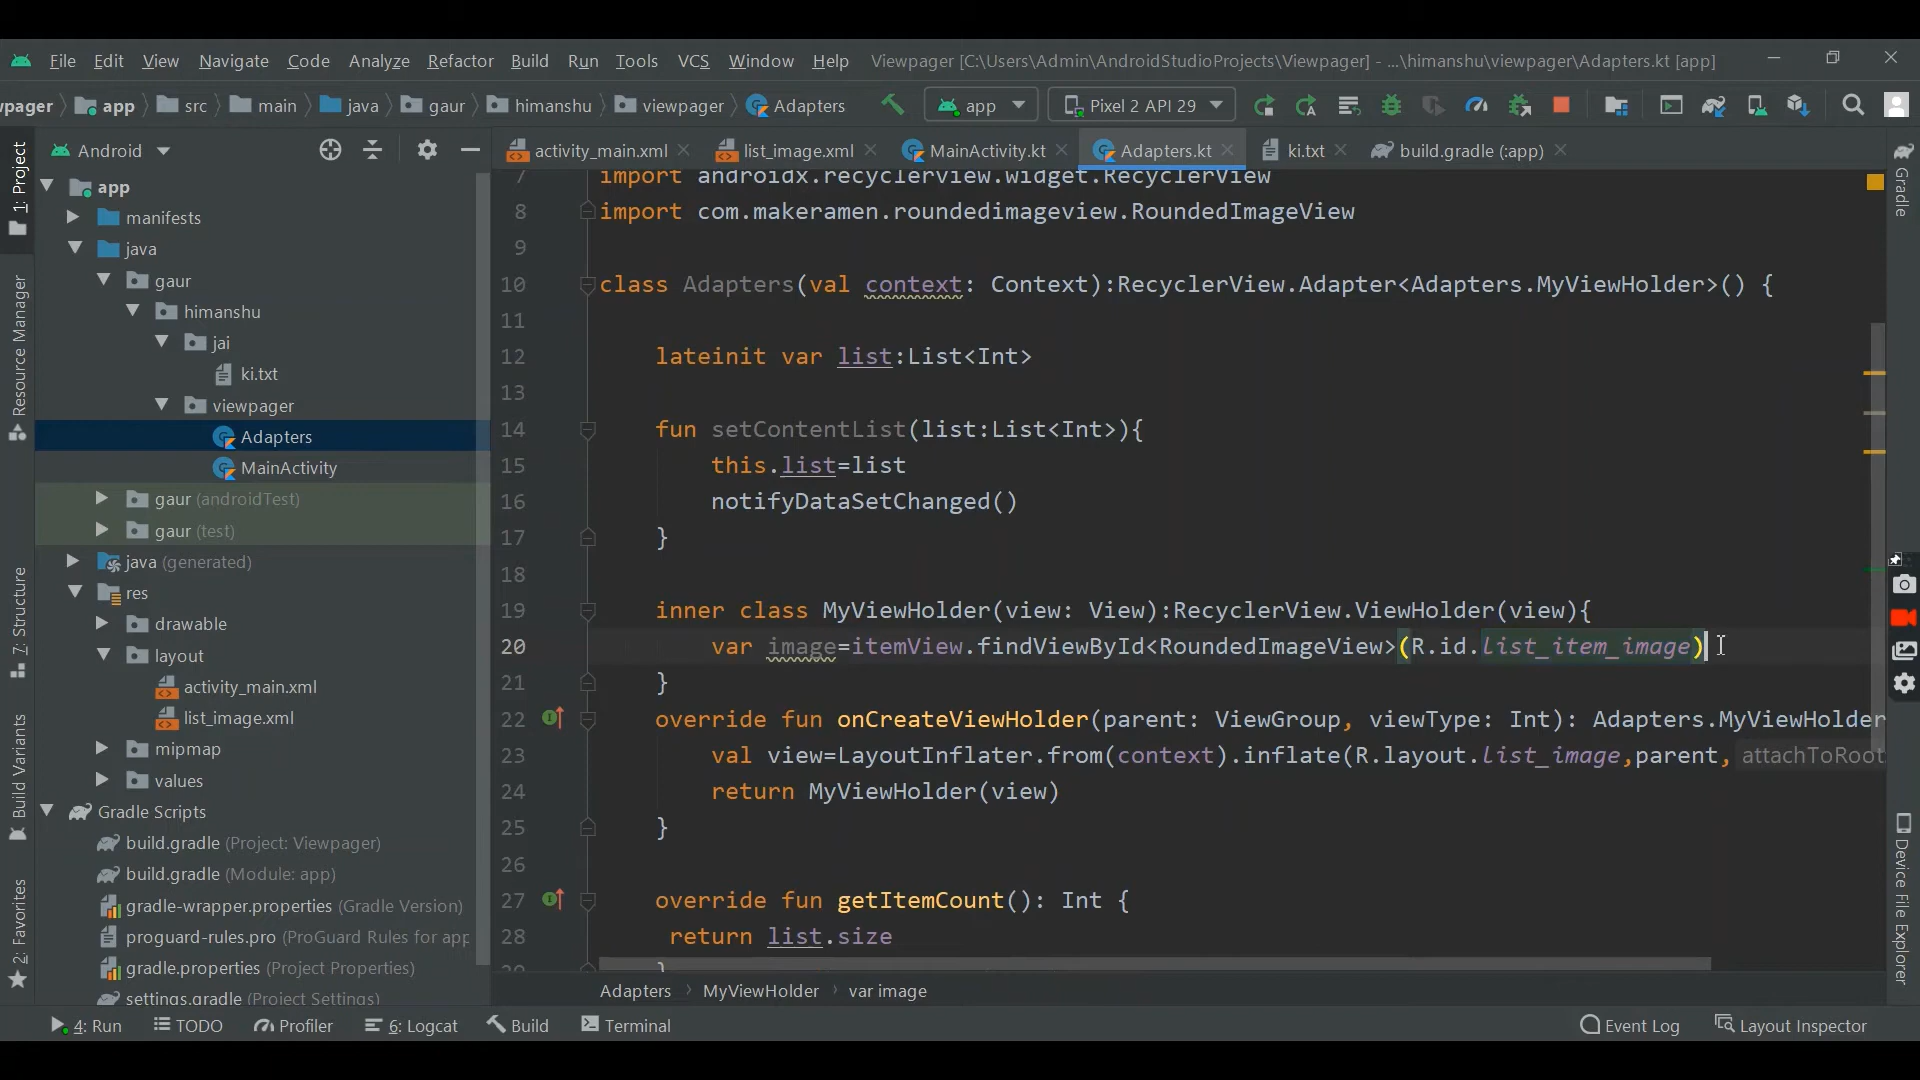 File Edit View Navigate Code Analyze Refactor Build Run Tools VCS Window Help Viewpager [C:\Users\Admin\AndroidStudioProjects\Viewpager] - ...\himanshu\viewpager\Adapters.kt [app]
vpager app src main java gaur himanshu viewpager Adapters app Pixel 2 API 29
Android
activity_main.xml list_image.xml MainActivity.kt Adapters.kt ki.txt build.gradle (:app)
1: Project
Resource Manager
7: Structure
Build Variants
2: Favorites
app
manifests
java
gaur
himanshu
jai
ki.txt
viewpager
Adapters
MainActivity
gaur (androidTest)
gaur (test)
java (generated)
res
drawable
layout
activity_main.xml
list_image.xml
mipmap
values
Gradle Scripts
build.gradle (Project: Viewpager)
build.gradle (Module: app)
gradle-wrapper.properties (Gradle Version)
proguard-rules.pro (ProGuard Rules for app
gradle.properties (Project Properties)
settings.gradle (Project Settings)
7 import androidx.recyclerview.widget.RecyclerView
8 import com.makeramen.roundedimageview.RoundedImageView
9
10 class Adapters(val context: Context):RecyclerView.Adapter<Adapters.MyViewHolder>() {
11
12 lateinit var list:List<Int>
13
14 fun setContentList(list:List<Int>){
15 this.list=list
16 notifyDataSetChanged()
17 }
18
19 inner class MyViewHolder(view: View):RecyclerView.ViewHolder(view){
20 var image=itemView.findViewById<RoundedImageView>(R.id.list_item_image)
21 }
22 override fun onCreateViewHolder(parent: ViewGroup, viewType: Int): Adapters.MyViewHolder
23 val view=LayoutInflater.from(context).inflate(R.layout.list_image,parent, attachToRoot
24 return MyViewHolder(view)
25 }
26
27 override fun getItemCount(): Int {
28 return list.size
29 }
Adapters MyViewHolder var image
Gradle
Device File Explorer
4: Run TODO Profiler 6: Logcat Build Terminal Event Log Layout Inspector